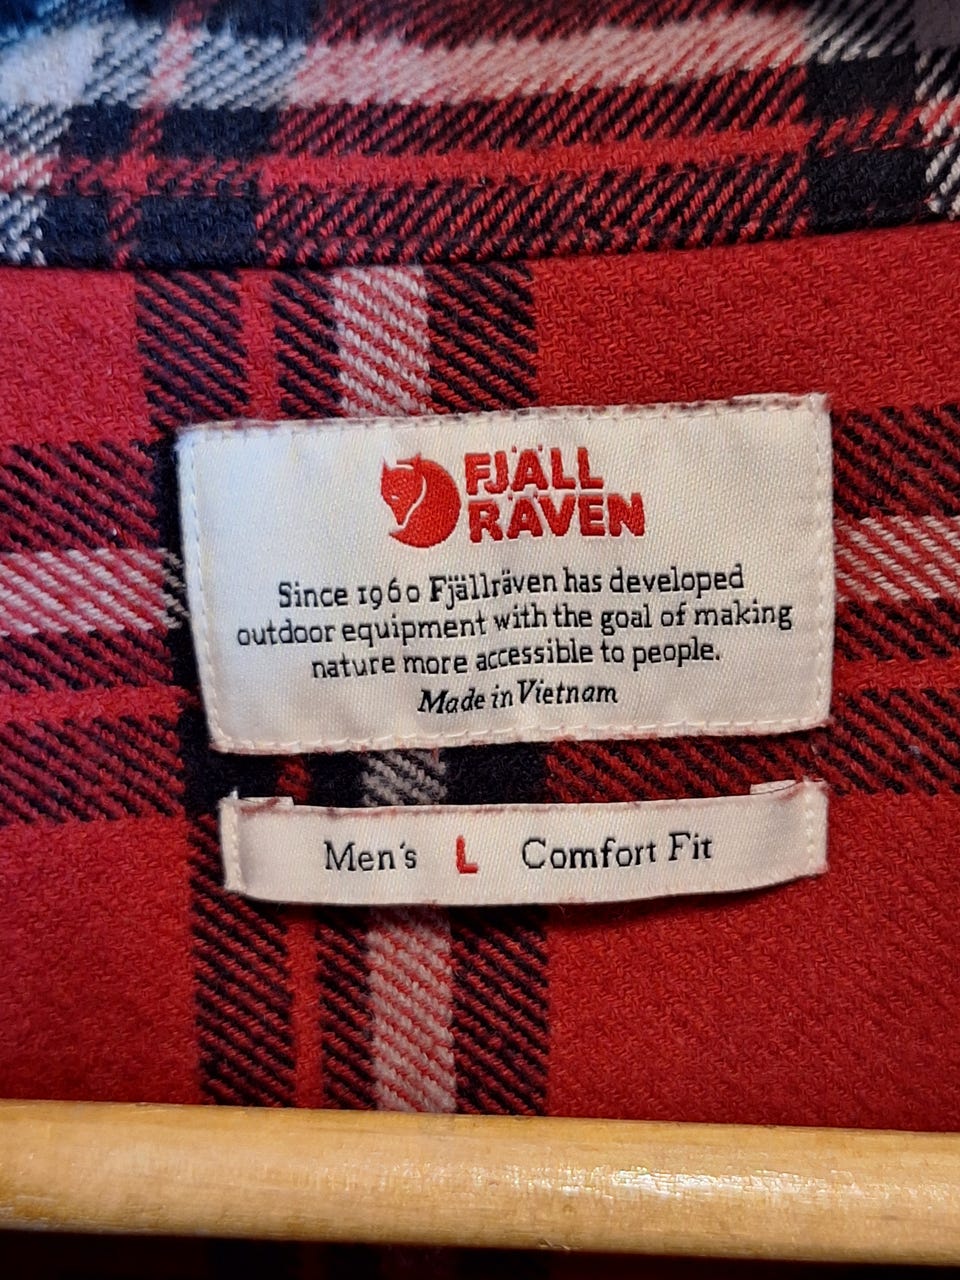 FJÄLL
RÄVEN
Since 1960 Fjällräven has developed
outdoor equipment with the goal of making
nature more accessible to people.
Made in Vietnam
Men's L Comfort Fit